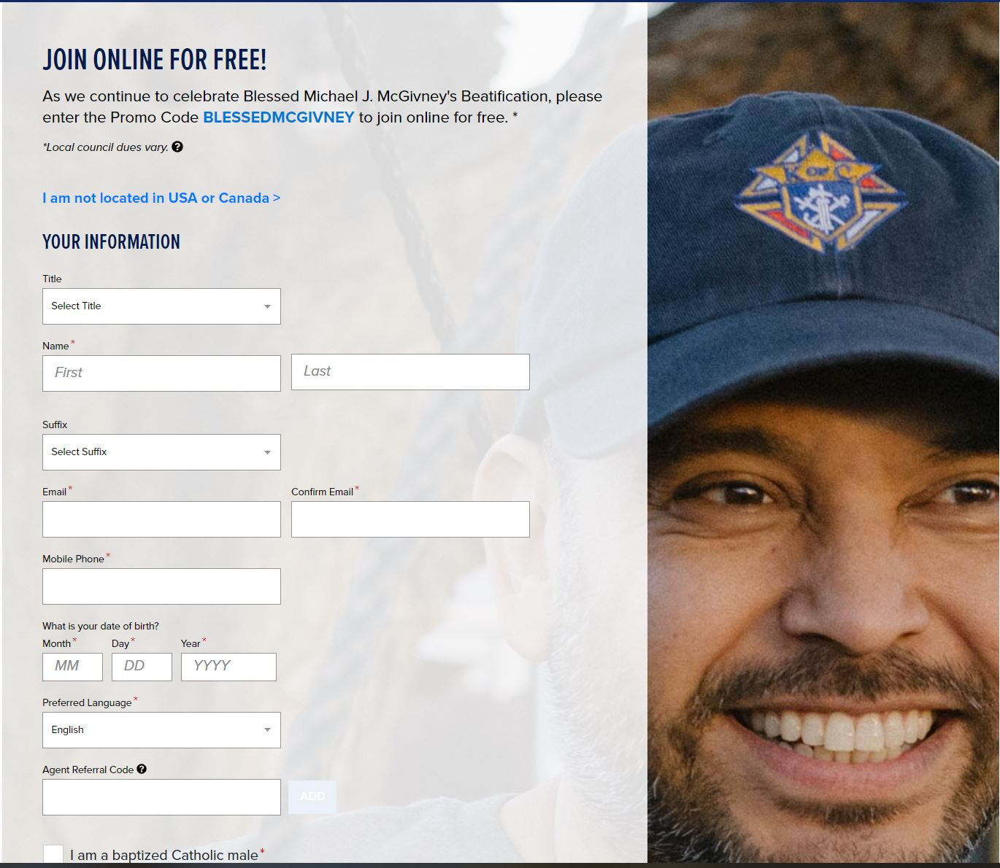 JOIN ONLINE FOR FREE!
As we continue to celebrate Blessed Michael J. McGivney's Beatification, please
enter the Promo Code BLESSEDMCGIVNEY to join online for free. *
*Local council dues vary. ?
I am not located in USA or Canada >
YOUR INFORMATION
Title
Select Title
Name *
First Last
Suffix
Select Suffix
Email * Confirm Email *
Mobile Phone *
What is your date of birth?
Month * Day * Year *
MM DD YYYY
Preferred Language *
English
Agent Referral Code ?
ADD
I am a baptized Catholic male *
K OF C